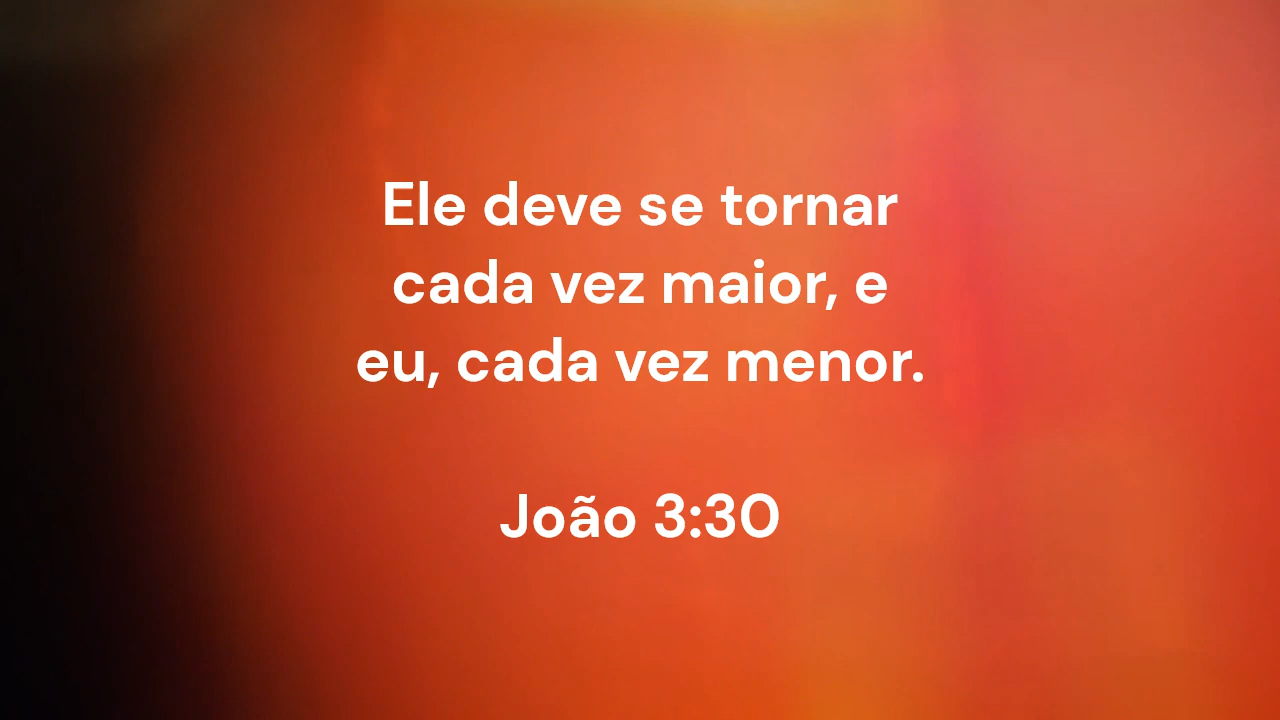 Ele deve se tornar
cada vez maior, e
eu, cada vez menor.
João 3:30